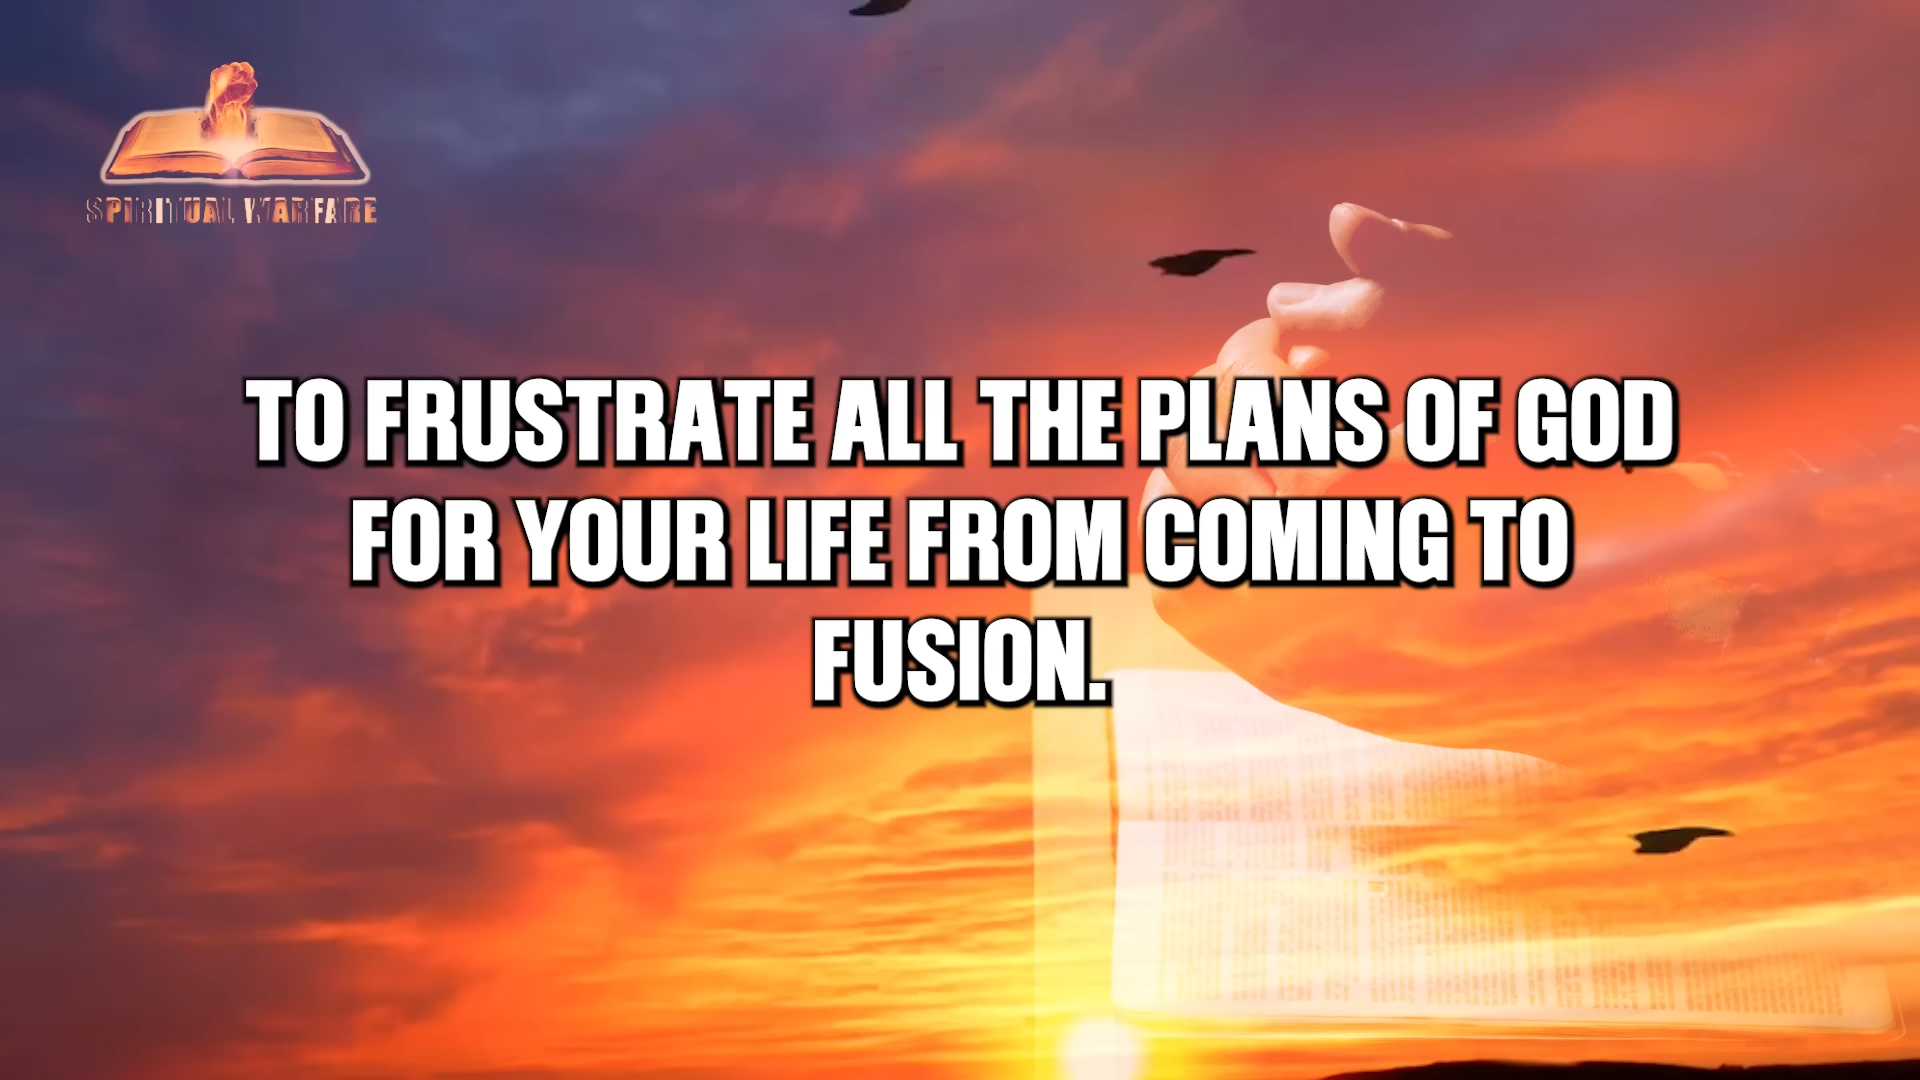 SPIRITUAL WARFARE
TO FRUSTRATE ALL THE PLANS OF GOD
FOR YOUR LIFE FROM COMING TO
FUSION.